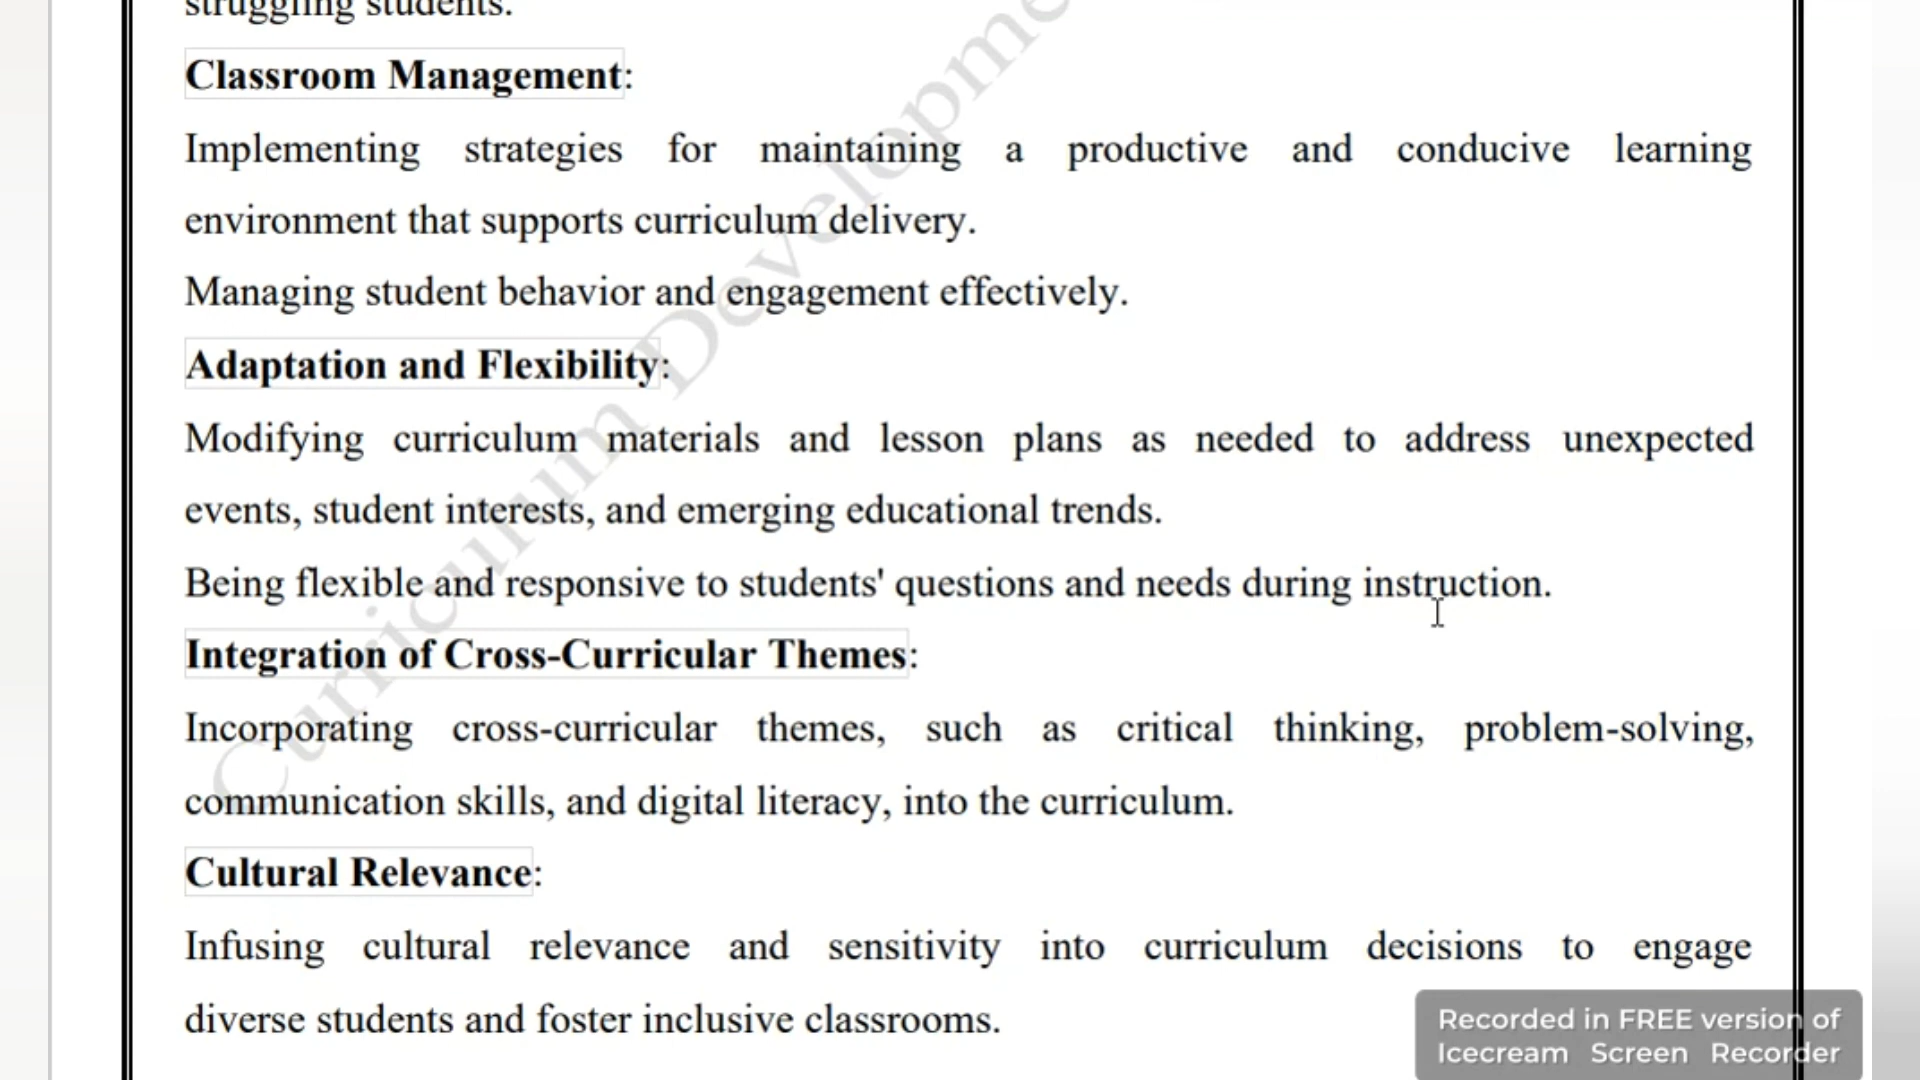 struggling students.
Classroom Management:
Implementing strategies for maintaining a productive and conducive learning
environment that supports curriculum delivery.
Managing student behavior and engagement effectively.
Adaptation and Flexibility:
Modifying curriculum materials and lesson plans as needed to address unexpected
events, student interests, and emerging educational trends.
Being flexible and responsive to students' questions and needs during instruction.
Integration of Cross-Curricular Themes:
Incorporating cross-curricular themes, such as critical thinking, problem-solving,
communication skills, and digital literacy, into the curriculum.
Cultural Relevance:
Infusing cultural relevance and sensitivity into curriculum decisions to engage
diverse students and foster inclusive classrooms.
Curriculum Developme
Recorded in FREE version of
Icecream Screen Recorder